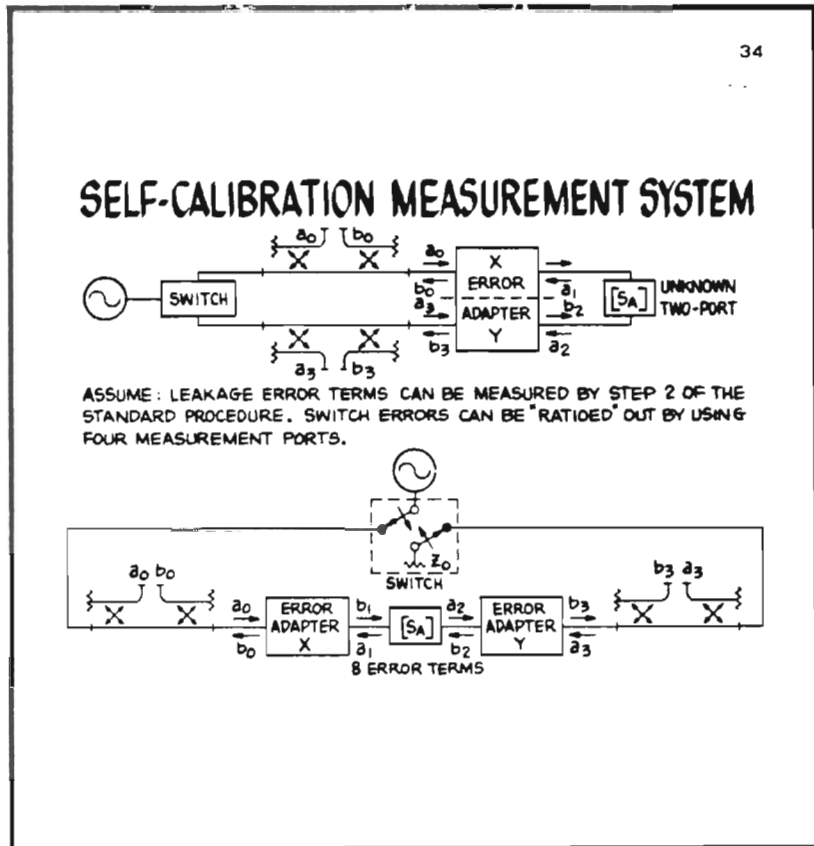 34
SELF-CALIBRATION MEASUREMENT SYSTEM
a0 b0
a0 X
b0 ERROR a1
SWITCH
a3 ADAPTER b2
b3 Y a2
[SA] UNKNOWN
TWO-PORT
a3 b3
ASSUME: LEAKAGE ERROR TERMS CAN BE MEASURED BY STEP 2 OF THE
STANDARD PROCEDURE. SWITCH ERRORS CAN BE "RATIOED" OUT BY USING
FOUR MEASUREMENT PORTS.
Z0
SWITCH
a0 b0
b3 a3
a0 ERROR b1 a2 ERROR b3
ADAPTER [SA] ADAPTER
b0 X a1 b2 Y a3
8 ERROR TERMS